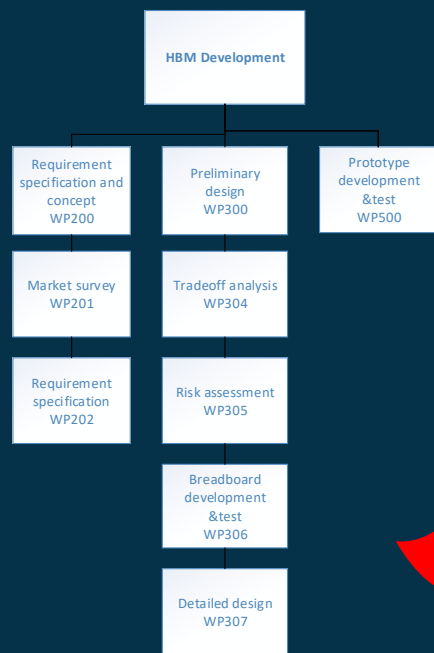 HBM Development
Requirement
specification and
concept
WP200
Preliminary
design
WP300
Prototype
development
&test
WP500
Market survey
WP201
Tradeoff analysis
WP304
Requirement
specification
WP202
Risk assessment
WP305
Breadboard
development
&test
WP306
Detailed design
WP307